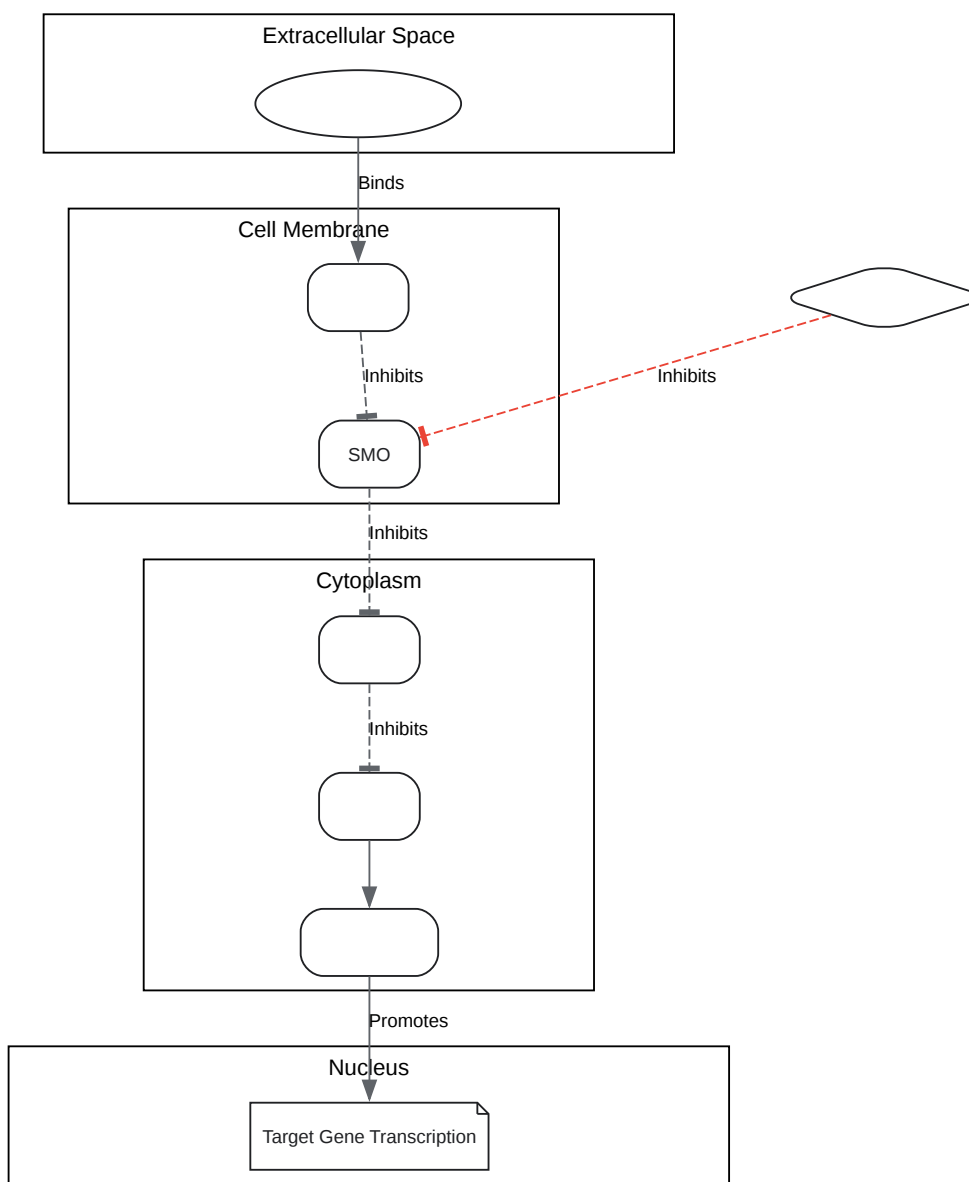 Extracellular Space
Binds
Cell Membrane
Inhibits
Inhibits
SMO
Inhibits
Cytoplasm
Inhibits
Promotes
Nucleus
Target Gene Transcription